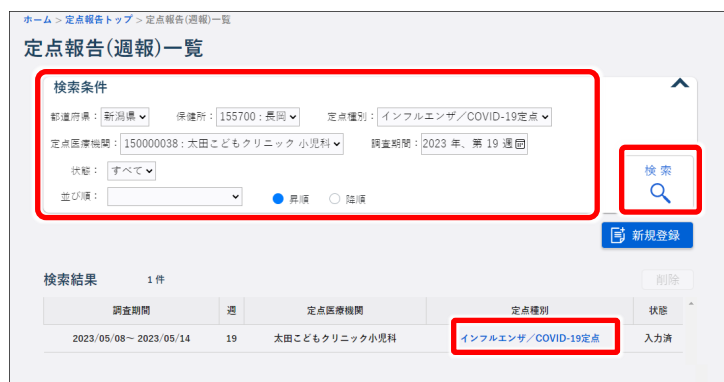 ホーム > 定点報告トップ > 定点報告(週報)一覧
定点報告(週報)一覧
検索条件
都道府県：新潟県 保健所：155700：長岡 定点種別：インフルエンザ／COVID-19定点
定点医療機関：150000038：太田こどもクリニック 小児科 調査期間：2023 年、第 19 週
状態：すべて
検索
並び順： 昇順 降順
新規登録
検索結果 1 件 削除
調査期間 週 定点医療機関 定点種別 状態
2023/05/08～2023/05/14 19 太田こどもクリニック小児科 インフルエンザ／COVID-19定点 入力済